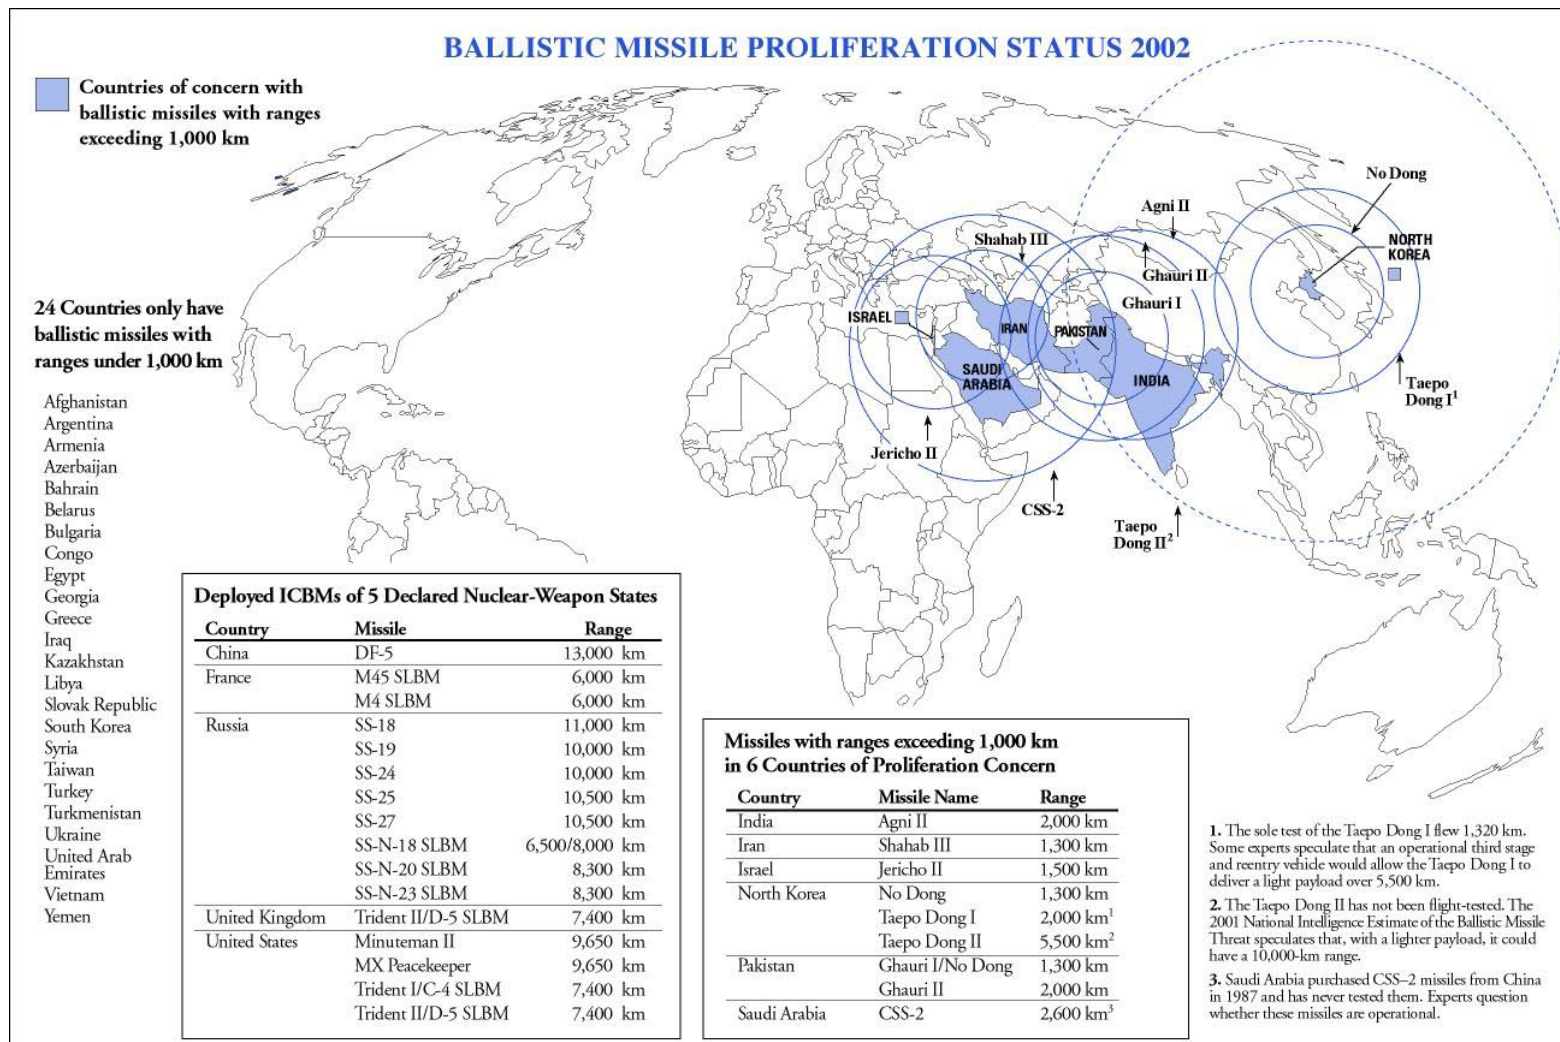 BALLISTIC MISSILE PROLIFERATION STATUS 2002
Countries of concern with
ballistic missiles with ranges
exceeding 1,000 km
24 Countries only have
ballistic missiles with
ranges under 1,000 km
Afghanistan
Argentina
Armenia
Azerbaijan
Bahrain
Belarus
Bulgaria
Congo
Egypt
Georgia
Greece
Iraq
Kazakhstan
Libya
Slovak Republic
South Korea
Syria
Taiwan
Turkey
Turkmenistan
Ukraine
United Arab
Emirates
Vietnam
Yemen
No Dong
Agni II
Shahab III
NORTH
KOREA
Ghauri II
Ghauri I
ISRAEL
IRAN
PAKISTAN
SAUDI
ARABIA
INDIA
Taepo
Dong I¹
Jericho II
CSS-2
Taepo
Dong II²
Deployed ICBMs of 5 Declared Nuclear-Weapon States
Country Missile Range
China DF-5 13,000 km
France M45 SLBM 6,000 km
M4 SLBM 6,000 km
Russia SS-18 11,000 km
SS-19 10,000 km
SS-24 10,000 km
SS-25 10,500 km
SS-27 10,500 km
SS-N-18 SLBM 6,500/8,000 km
SS-N-20 SLBM 8,300 km
SS-N-23 SLBM 8,300 km
United Kingdom Trident II/D-5 SLBM 7,400 km
United States Minuteman II 9,650 km
MX Peacekeeper 9,650 km
Trident I/C-4 SLBM 7,400 km
Trident II/D-5 SLBM 7,400 km
Missiles with ranges exceeding 1,000 km
in 6 Countries of Proliferation Concern
Country Missile Name Range
India Agni II 2,000 km
Iran Shahab III 1,300 km
Israel Jericho II 1,500 km
North Korea No Dong 1,300 km
Taepo Dong I 2,000 km¹
Taepo Dong II 5,500 km²
Pakistan Ghauri I/No Dong 1,300 km
Ghauri II 2,000 km
Saudi Arabia CSS-2 2,600 km³
1. The sole test of the Taepo Dong I flew 1,320 km.
Some experts speculate that an operational third stage
and reentry vehicle would allow the Taepo Dong I to
deliver a light payload over 5,500 km.
2. The Taepo Dong II has not been flight-tested. The
2001 National Intelligence Estimate of the Ballistic Missile
Threat speculates that, with a lighter payload, it could
have a 10,000-km range.
3. Saudi Arabia purchased CSS–2 missiles from China
in 1987 and has never tested them. Experts question
whether these missiles are operational.